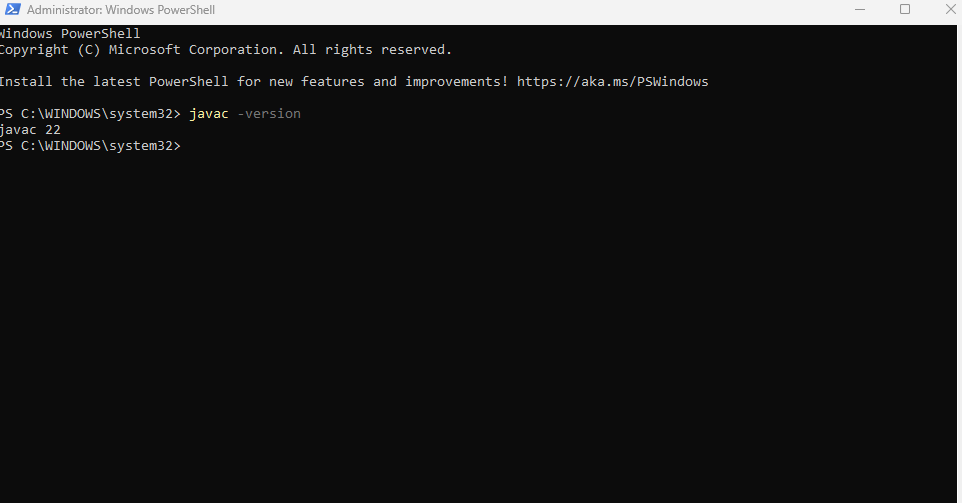 Administrator: Windows PowerShell
Windows PowerShell
Copyright (C) Microsoft Corporation. All rights reserved.
Install the latest PowerShell for new features and improvements! https://aka.ms/PSWindows
PS C:\WINDOWS\system32> javac -version
javac 22
PS C:\WINDOWS\system32>